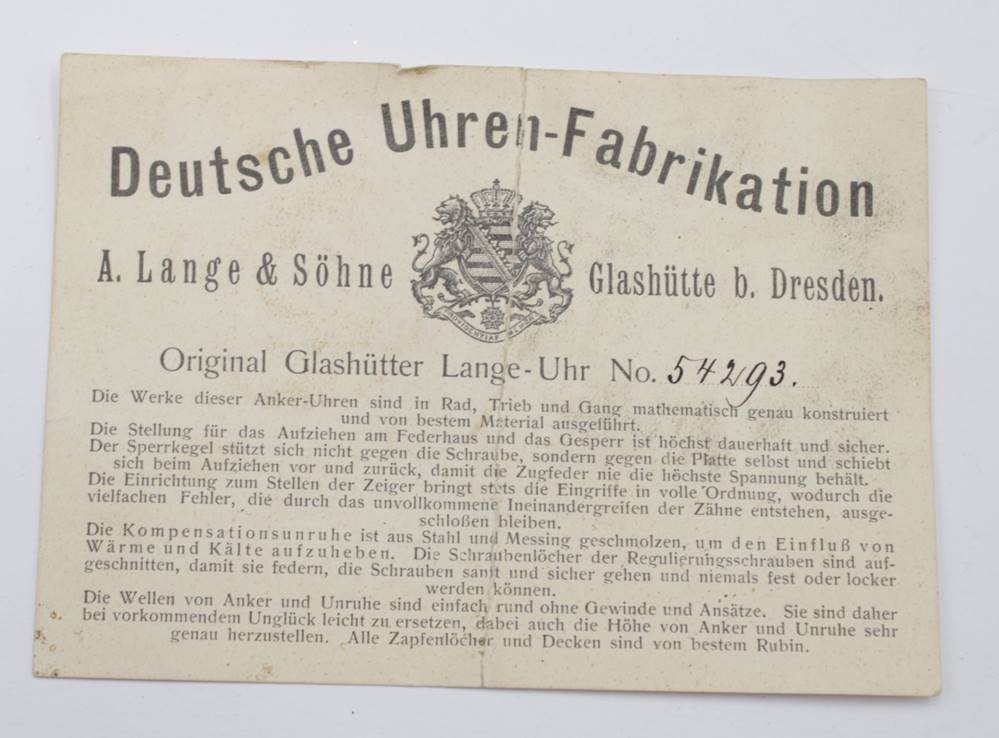 Deutsche Uhren-Fabrikation
A. Lange & Söhne Glashütte b. Dresden.
PROVIDENTIAE MEMOR
Original Glashütter Lange-Uhr No. 54293.
Die Werke dieser Anker-Uhren sind in Rad, Trieb und Gang mathematisch genau konstruiert
und von bestem Material ausgeführt.
Die Stellung für das Aufziehen am Federhaus und das Gesperr ist höchst dauerhaft und sicher.
Der Sperrkegel stützt sich nicht gegen die Schraube, sondern gegen die Platte selbst und schiebt
sich beim Aufziehen vor und zurück, damit die Zugfeder nie die höchste Spannung behält.
Die Einrichtung zum Stellen der Zeiger bringt stets die Eingriffe in volle Ordnung, wodurch die
vielfachen Fehler, die durch das unvollkommene Ineinandergreifen der Zähne entstehen, ausge-
schloßen bleiben.
Die Kompensationsunruhe ist aus Stahl und Messing geschmolzen, um den Einfluß von
Wärme und Kälte aufzuheben. Die Schraubenlöcher der Regulierungsschrauben sind auf-
geschnitten, damit sie federn, die Schrauben sanft und sicher gehen und niemals fest oder locker
werden können.
Die Wellen von Anker und Unruhe sind einfach rund ohne Gewinde und Ansätze. Sie sind daher
bei vorkommendem Unglück leicht zu ersetzen, dabei auch die Höhe von Anker und Unruhe sehr
genau herzustellen. Alle Zapfenlöcher und Decken sind von bestem Rubin.